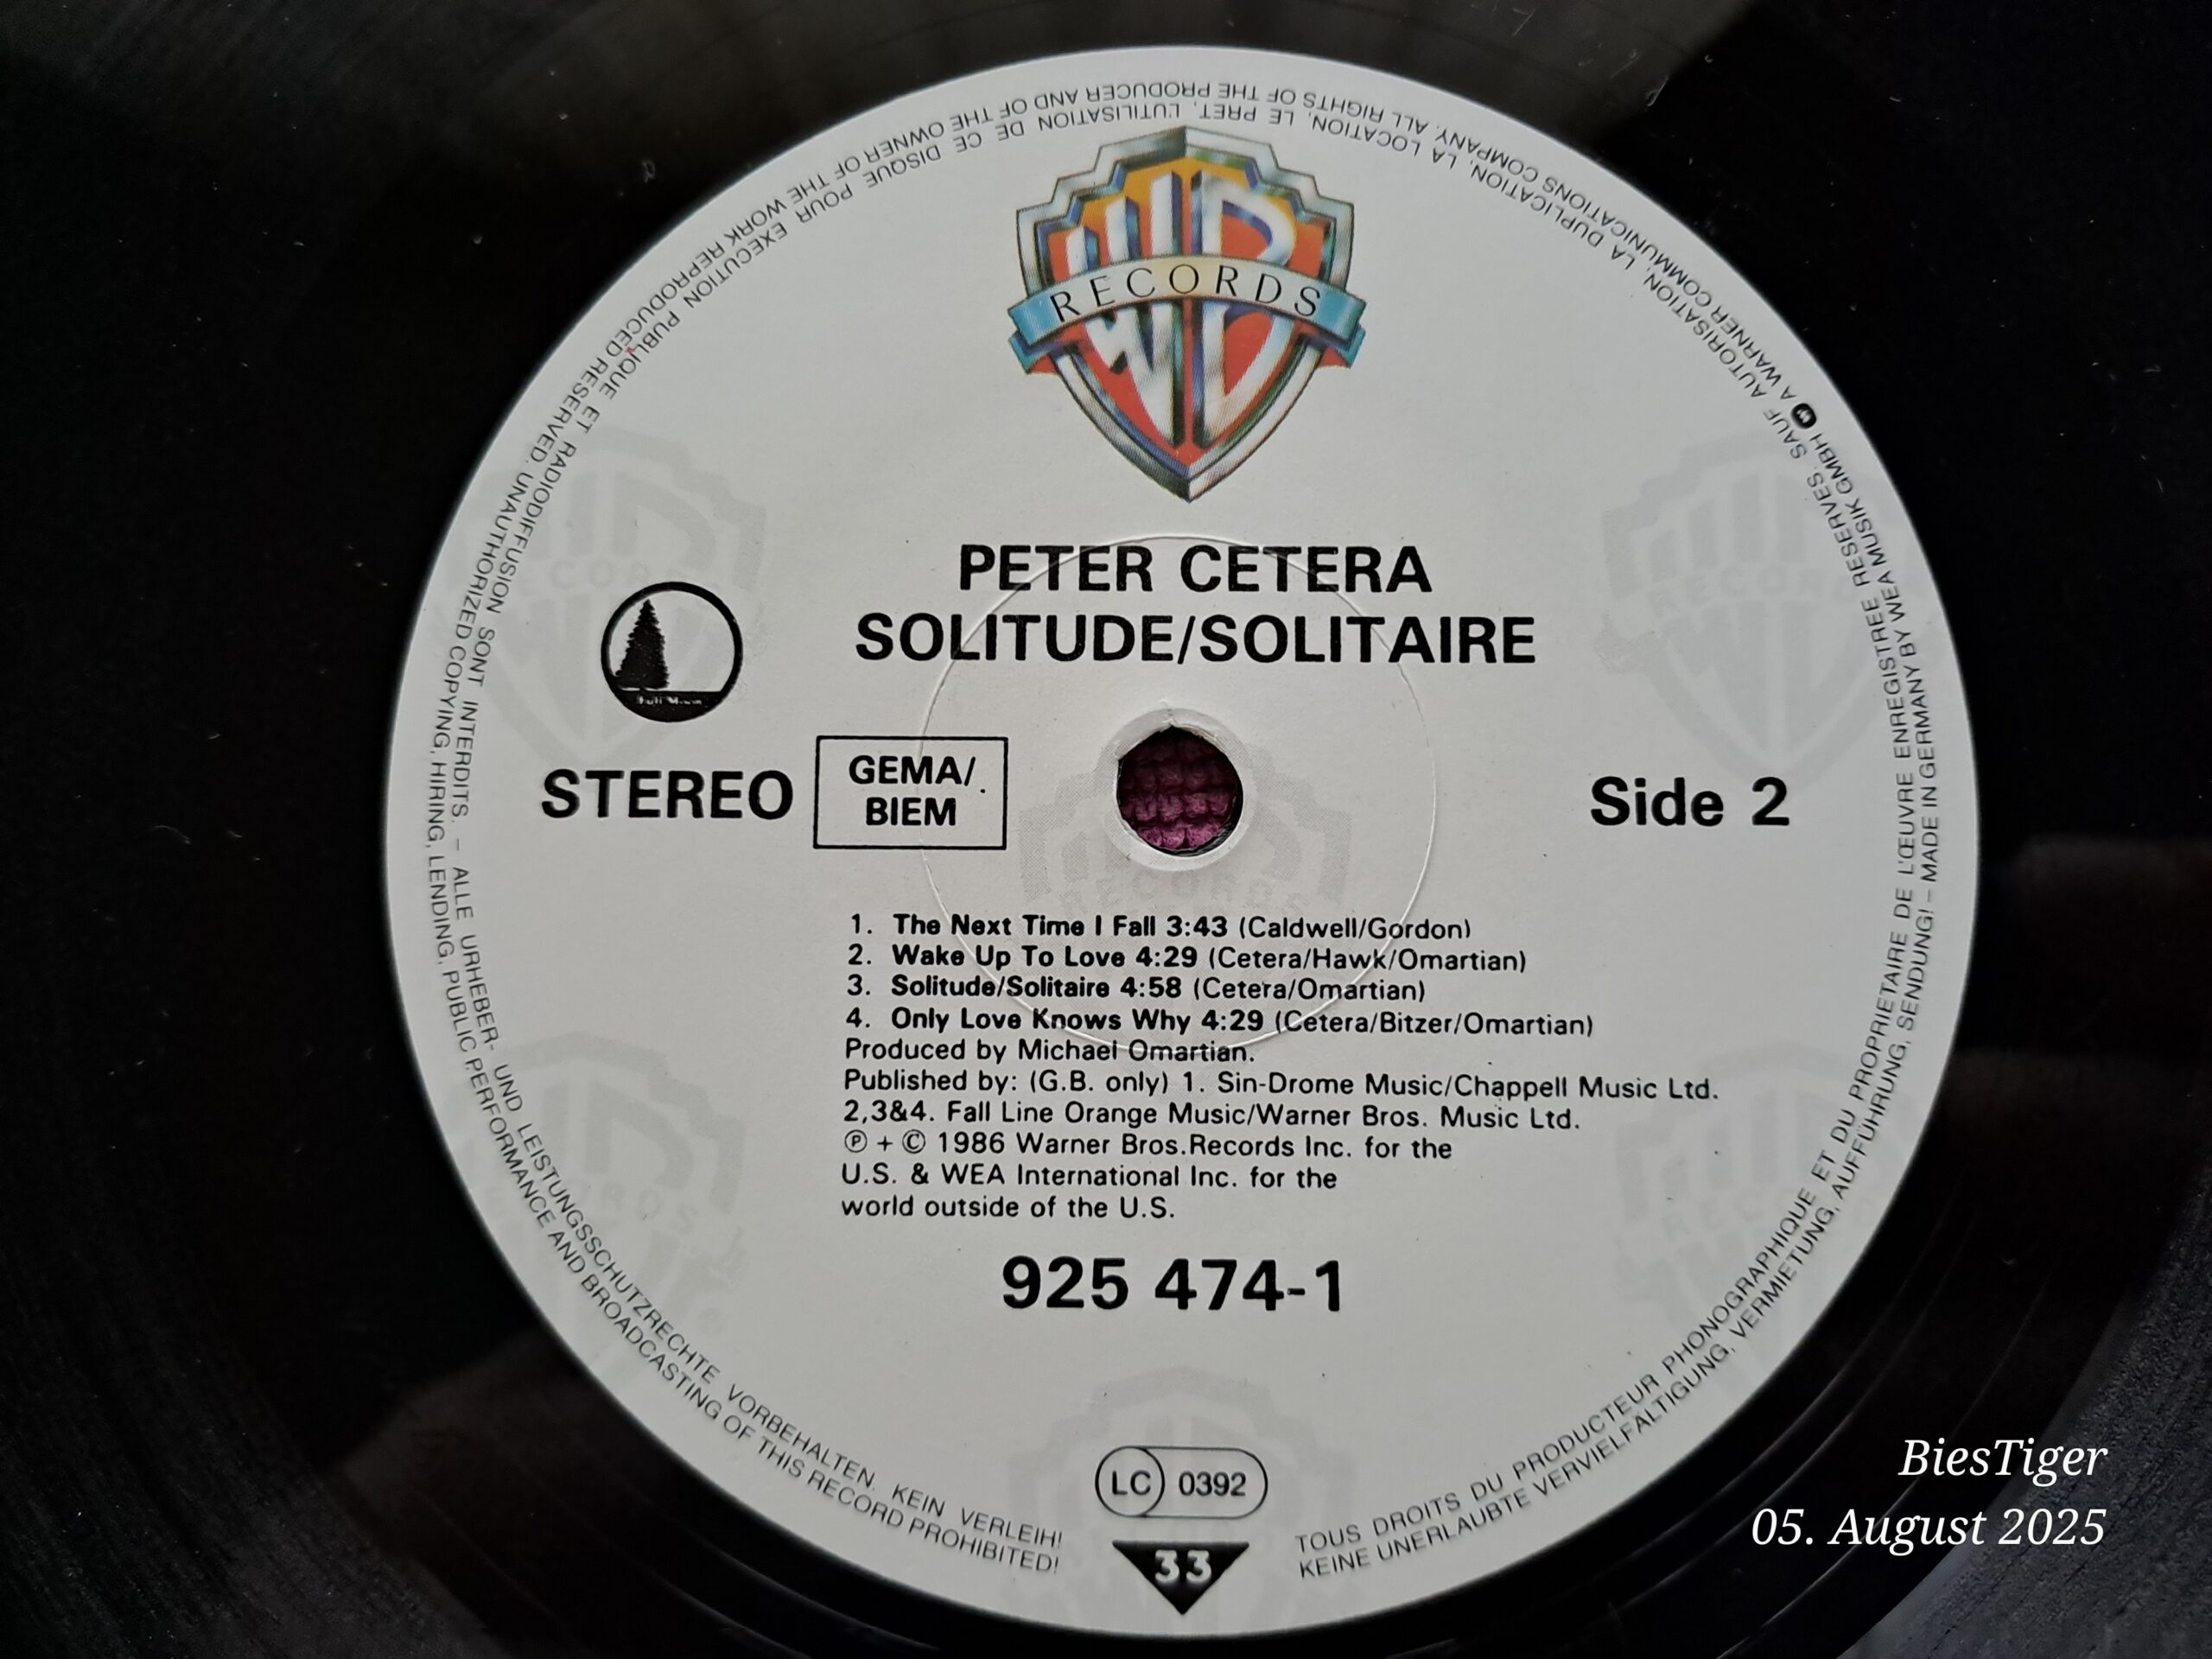 WB
RECORDS
PETER CETERA
SOLITUDE/SOLITAIRE
Full Moon
STEREO
GEMA/
BIEM
Side 2
1. The Next Time I Fall 3:43 (Caldwell/Gordon)
2. Wake Up To Love 4:29 (Cetera/Hawk/Omartian)
3. Solitude/Solitaire 4:58 (Cetera/Omartian)
4. Only Love Knows Why 4:29 (Cetera/Bitzer/Omartian)
Produced by Michael Omartian.
Published by: (G.B. only) 1. Sin-Drome Music/Chappell Music Ltd.
2,3&4. Fall Line Orange Music/Warner Bros. Music Ltd.
Ⓟ + © 1986 Warner Bros.Records Inc. for the
U.S. & WEA International Inc. for the
world outside of the U.S.
925 474-1
LC 0392
33
TOUS DROITS DU PRODUCTEUR PHONOGRAPHIQUE ET DU PROPRIETAIRE DE L'ŒUVRE ENREGISTREE RESERVES. SAUF AUTORISATION, LA DUPLICATION, LA LOCATION, LE PRET, L'UTILISATION DE CE DISQUE POUR EXECUTION PUBLIQUE ET RADIODIFFUSION SONT INTERDITS. – ALLE URHEBER- UND LEISTUNGSSCHUTZRECHTE VORBEHALTEN. KEIN VERLEIH!
KEINE UNERLAUBTE VERVIELFÄLTIGUNG, VERMIETUNG, AUFFÜHRUNG, SENDUNG! – MADE IN GERMANY BY WEA MUSIK GMBH A WARNER COMMUNICATIONS COMPANY. ALL RIGHTS OF THE PRODUCER AND OF THE OWNER OF THE WORK REPRODUCED RESERVED. UNAUTHORIZED COPYING, HIRING, LENDING, PUBLIC PERFORMANCE AND BROADCASTING OF THIS RECORD PROHIBITED!
BiesTiger
05. August 2025